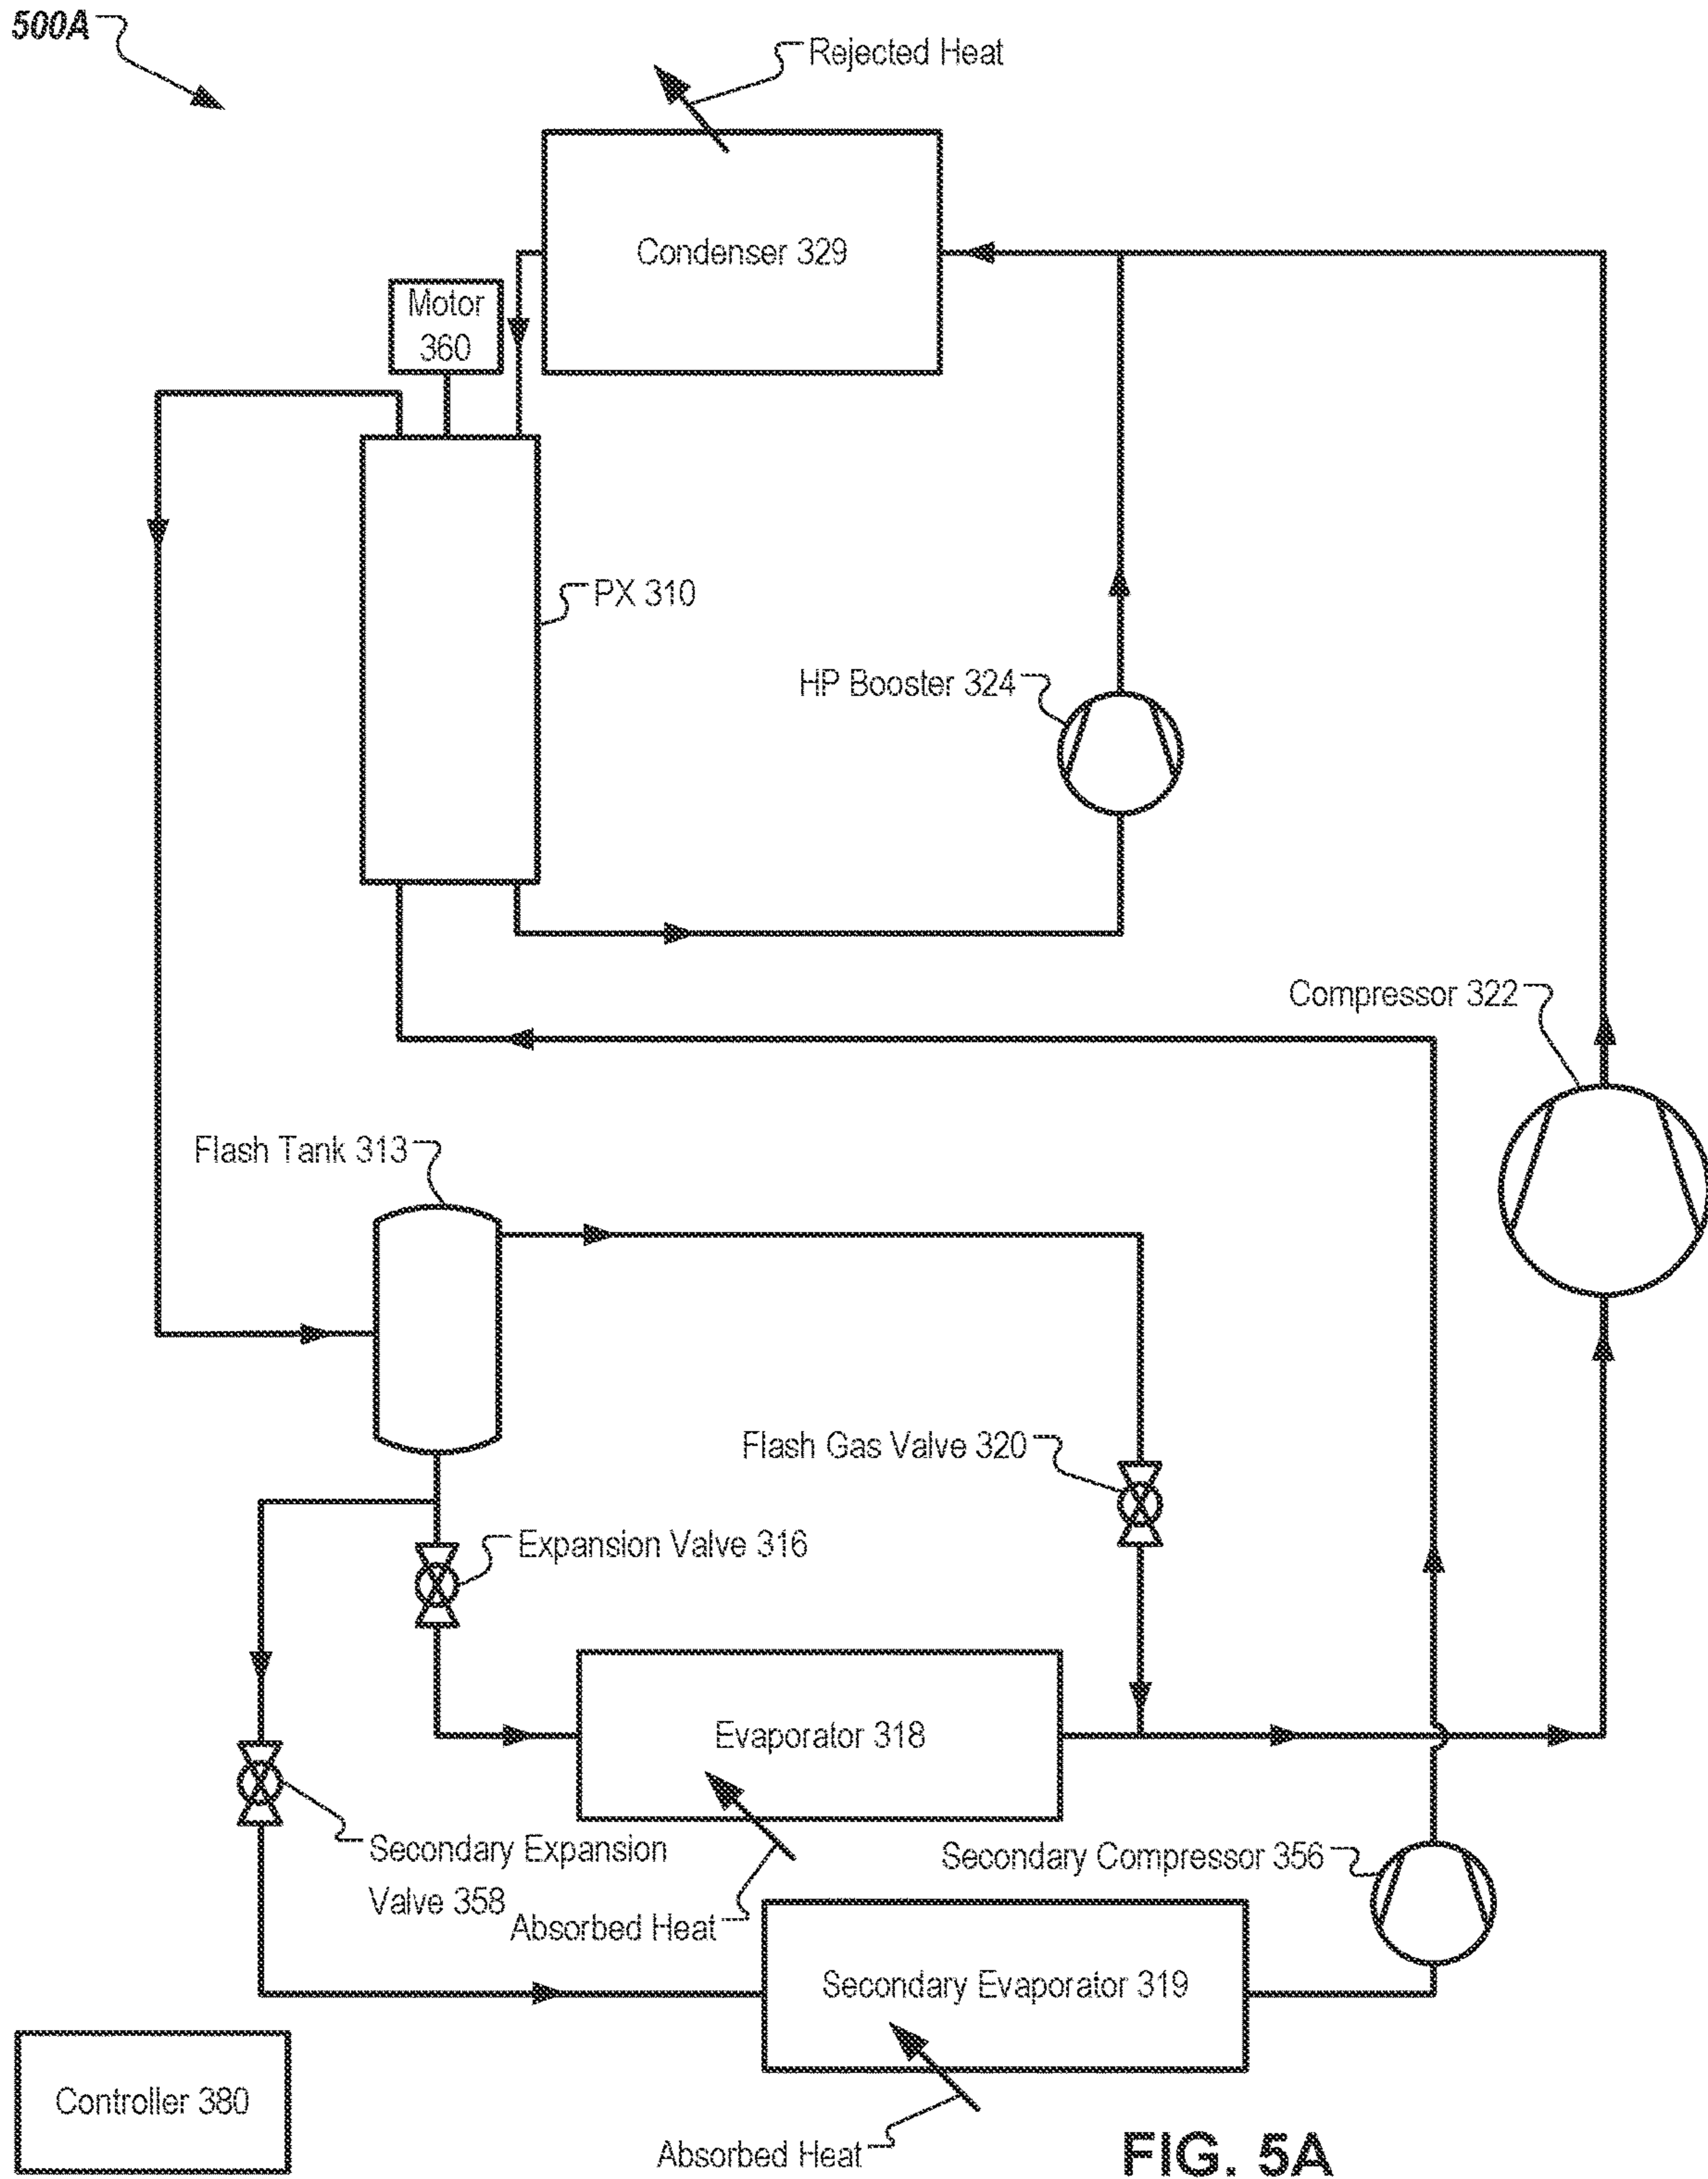 500A
Rejected Heat
Condenser 329
Motor
360
PX 310
HP Booster 324
Compressor 322
Flash Tank 313
Flash Gas Valve 320
Expansion Valve 316
Evaporator 318
Secondary Expansion
Valve 358
Secondary Compressor 356
Absorbed Heat
Secondary Evaporator 319
Controller 380
Absorbed Heat
FIG. 5A